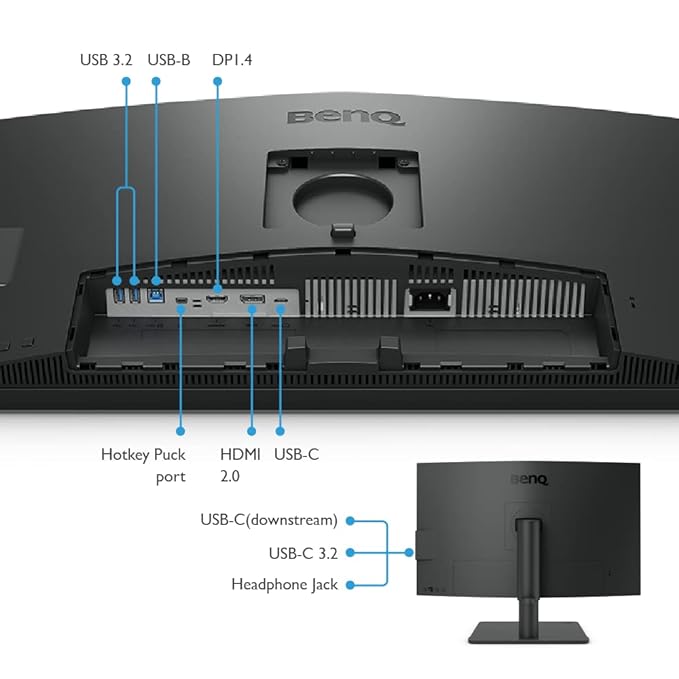 USB 3.2 USB-B DP1.4
BenQ
Hotkey Puck HDMI USB-C
port 2.0
BenQ
USB-C(downstream)
USB-C 3.2
Headphone Jack